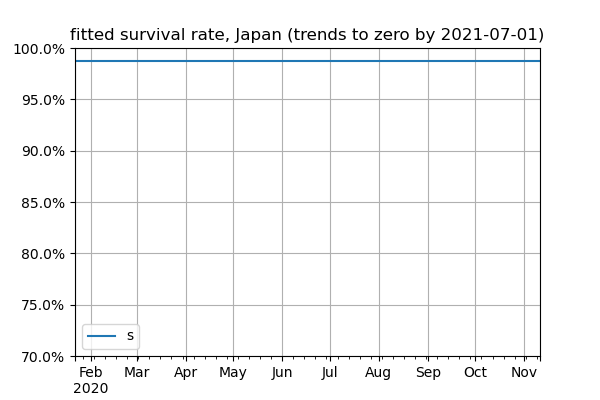 fitted survival rate, Japan (trends to zero by 2021-07-01)
100.0%
95.0%
90.0%
85.0%
80.0%
75.0%
70.0%
s
Feb Mar Apr May Jun Jul Aug Sep Oct Nov
2020